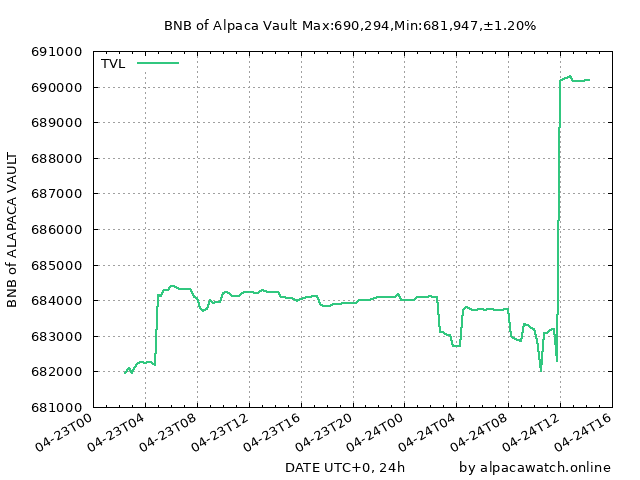 BNB of Alpaca Vault Max:690,294,Min:681,947,±1.20%
TVL
691000
690000
689000
688000
687000
686000
685000
684000
683000
682000
681000
BNB of ALAPACA VAULT
04-23T00
04-23T04
04-23T08
04-23T12
04-23T16
04-23T20
04-24T00
04-24T04
04-24T08
04-24T12
04-24T16
DATE UTC+0, 24h
by alpacawatch.online